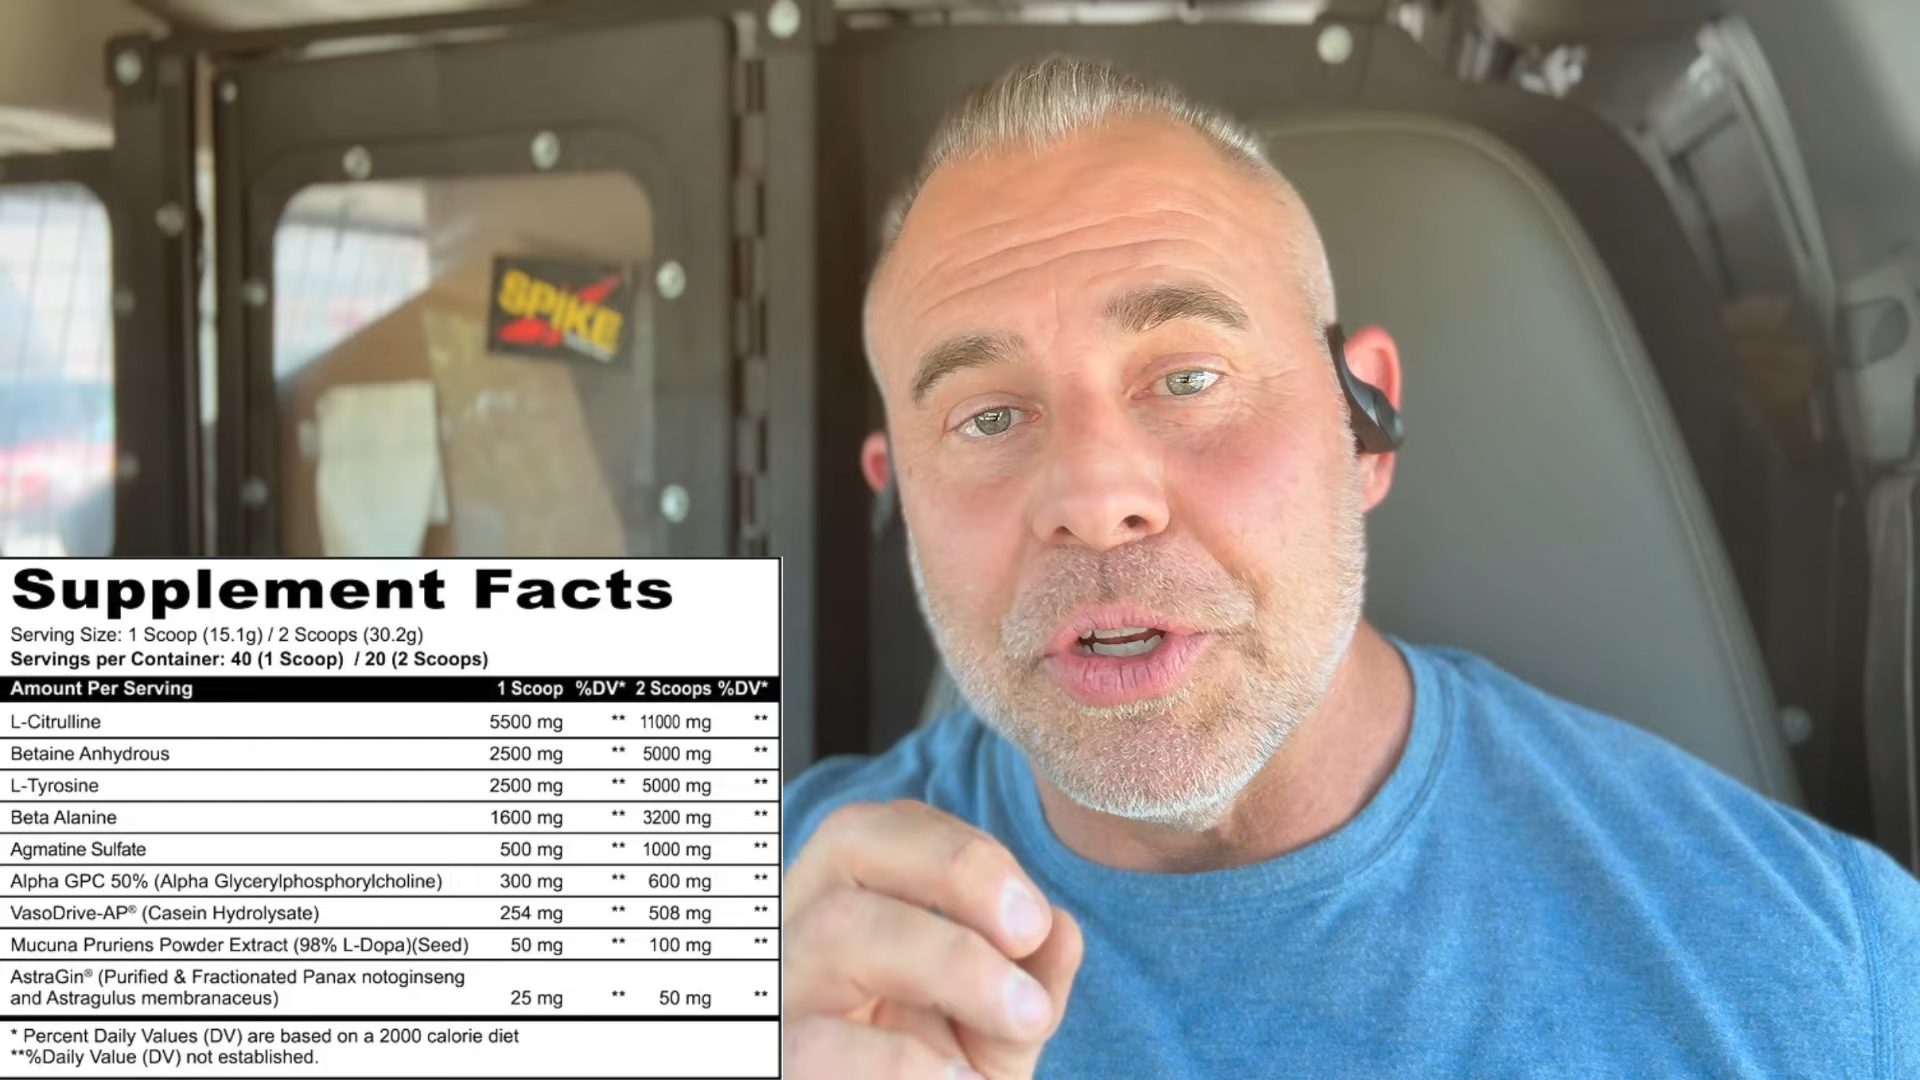 SPIKE
Supplement Facts
Serving Size: 1 Scoop (15.1g) / 2 Scoops (30.2g)
Servings per Container: 40 (1 Scoop) / 20 (2 Scoops)
Amount Per Serving 1 Scoop %DV* 2 Scoops %DV*
L-Citrulline 5500 mg ** 11000 mg **
Betaine Anhydrous 2500 mg ** 5000 mg **
L-Tyrosine 2500 mg ** 5000 mg **
Beta Alanine 1600 mg ** 3200 mg **
Agmatine Sulfate 500 mg ** 1000 mg **
Alpha GPC 50% (Alpha Glycerylphosphorylcholine) 300 mg ** 600 mg **
VasoDrive-AP® (Casein Hydrolysate) 254 mg ** 508 mg **
Mucuna Pruriens Powder Extract (98% L-Dopa)(Seed) 50 mg ** 100 mg **
AstraGin® (Purified & Fractionated Panax notoginseng
and Astragulus membranaceus) 25 mg ** 50 mg **
* Percent Daily Values (DV) are based on a 2000 calorie diet
**%Daily Value (DV) not established.